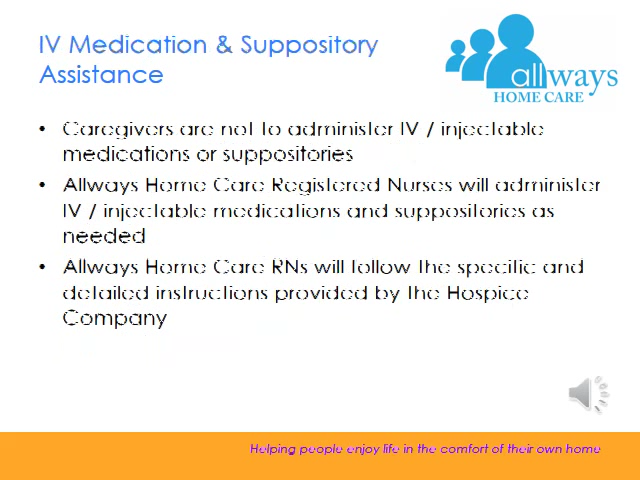 IV Medication & Suppository
Assistance
allways
HOME CARE
• Caregivers are not to administer IV / injectable
medications or suppositories
• Allways Home Care Registered Nurses will administer
IV / injectable medications and suppositories as
needed
• Allways Home Care RNs will follow the specific and
detailed instructions provided by the Hospice
Company
Helping people enjoy life in the comfort of their own home